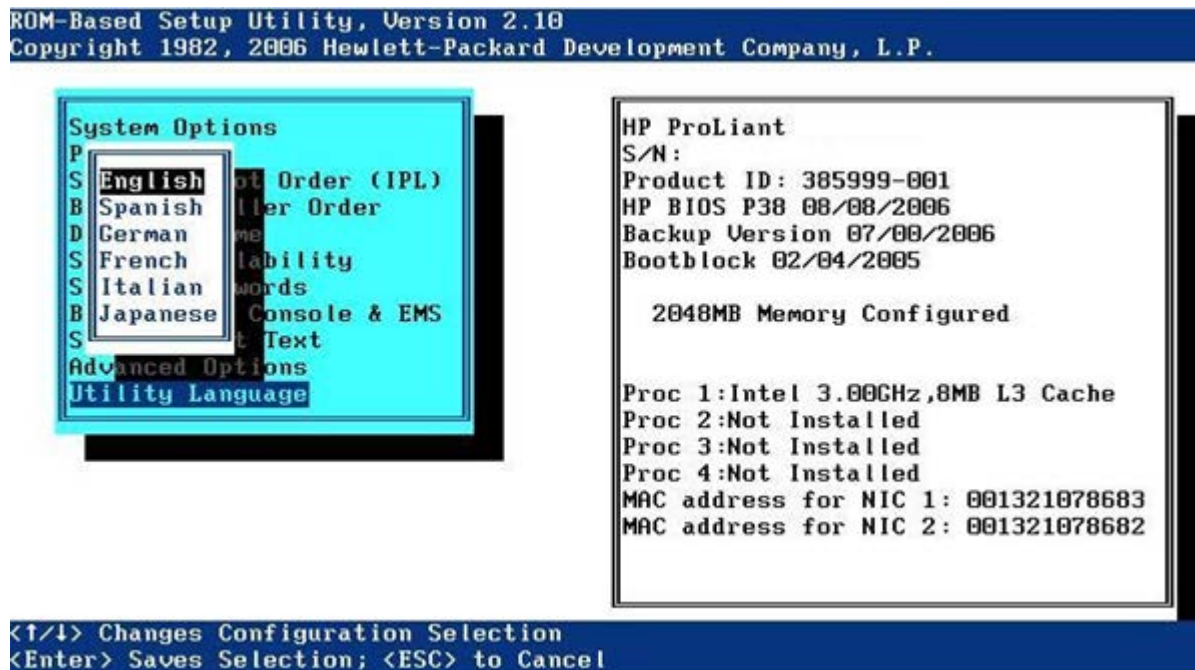 ROM-Based Setup Utility, Version 2.10
Copyright 1982, 2006 Hewlett-Packard Development Company, L.P.
System Options
P
S
B
D
S
S
B
S
English
Spanish
German
French
Italian
Japanese
Order (IPL)
ller Order
me
lability
words
Console & EMS
t Text
Advanced Options
Utility Language
HP ProLiant
S/N:
Product ID: 385999-001
HP BIOS P38 08/08/2006
Backup Version 07/00/2006
Bootblock 02/04/2005
2048MB Memory Configured
Proc 1:Intel 3.00GHz,8MB L3 Cache
Proc 2:Not Installed
Proc 3:Not Installed
Proc 4:Not Installed
MAC address for NIC 1: 001321078683
MAC address for NIC 2: 001321078682
<↑/↓> Changes Configuration Selection
<Enter> Saves Selection; <ESC> to Cancel